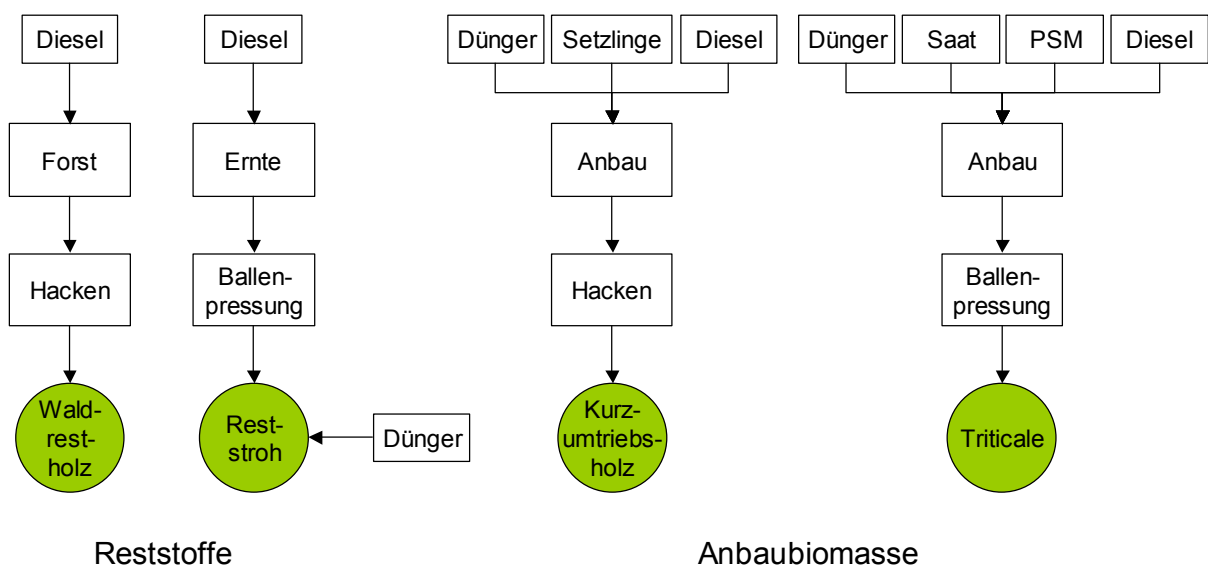 Diesel
Diesel
Dünger
Setzlinge
Diesel
Dünger
Saat
PSM
Diesel
Forst
Ernte
Anbau
Anbau
Hacken
Ballen-
pressung
Hacken
Ballen-
pressung
Wald-
rest-
holz
Rest-
stroh
Dünger
Kurz-
umtriebs-
holz
Triticale
Reststoffe
Anbaubiomasse